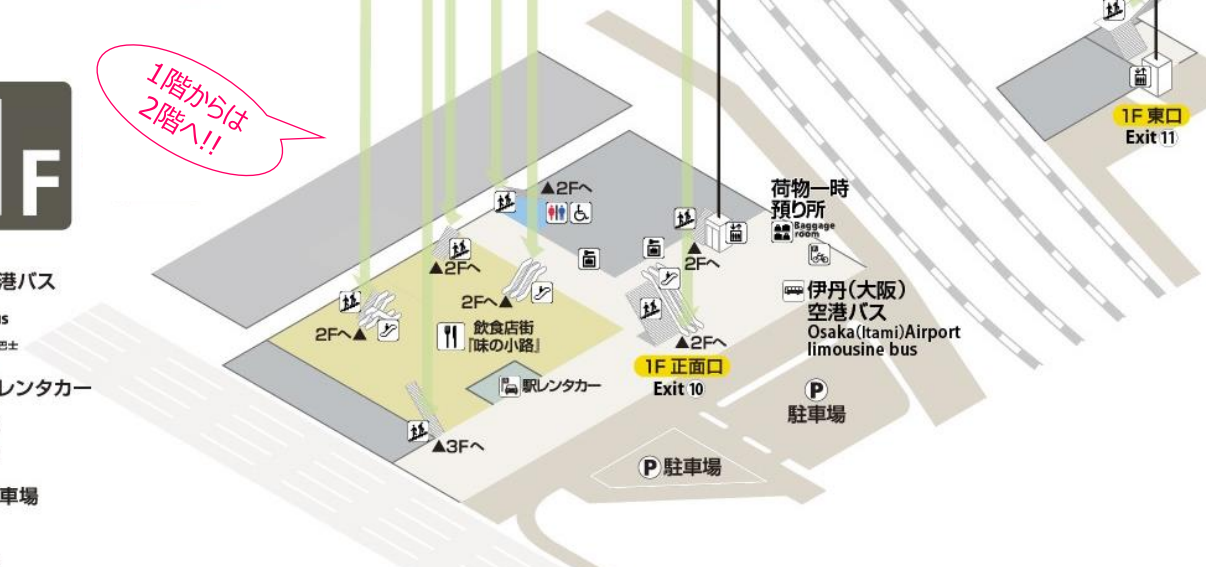 1階からは
2階へ!!
F
港バス
us
巴士
レンタカー
車場
▲2Fへ
▲2Fへ
2Fへ▲
2Fへ▲
飲食店街
『味の小路』
駅レンタカー
▲3Fへ
▲
2Fへ
▲2Fへ
1F 正面口
Exit 10
荷物一時
預り所
Baggage
room
伊丹(大阪)
空港バス
Osaka(Itami)Airport
limousine bus
P
駐車場
P 駐車場
1F 東口
Exit 11